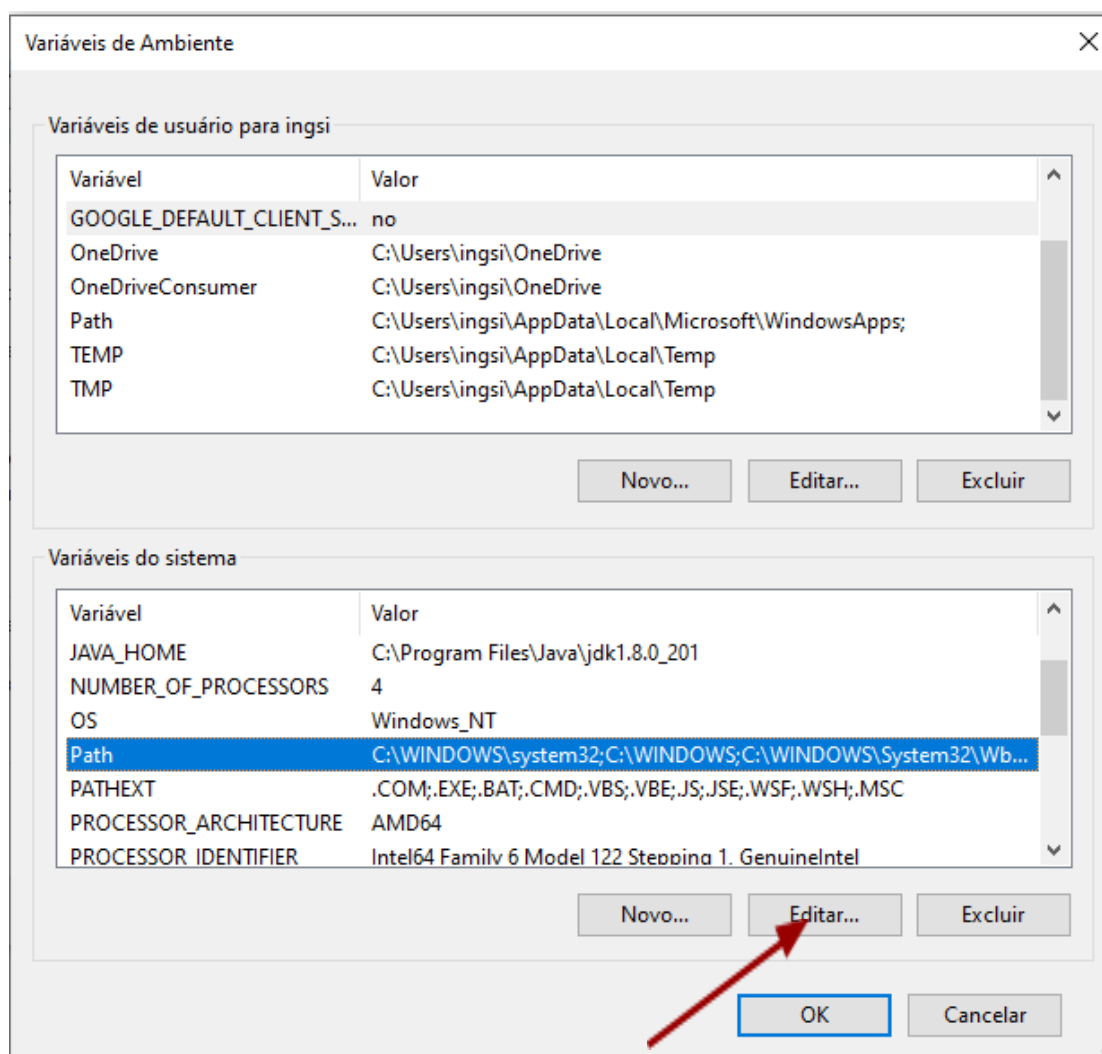 Variáveis de Ambiente
Variáveis de usuário para ingsi
Variável Valor
GOOGLE_DEFAULT_CLIENT_S... no
OneDrive C:\Users\ingsi\OneDrive
OneDriveConsumer C:\Users\ingsi\OneDrive
Path C:\Users\ingsi\AppData\Local\Microsoft\WindowsApps;
TEMP C:\Users\ingsi\AppData\Local\Temp
TMP C:\Users\ingsi\AppData\Local\Temp
Novo... Editar... Excluir
Variáveis do sistema
Variável Valor
JAVA_HOME C:\Program Files\Java\jdk1.8.0_201
NUMBER_OF_PROCESSORS 4
OS Windows_NT
Path C:\WINDOWS\system32;C:\WINDOWS;C:\WINDOWS\System32\Wb...
PATHEXT .COM;.EXE;.BAT;.CMD;.VBS;.VBE;.JS;.JSE;.WSF;.WSH;.MSC
PROCESSOR_ARCHITECTURE AMD64
PROCESSOR_IDENTIFIER Intel64 Family 6 Model 122 Stepping 1, GenuineIntel
Novo... Editar... Excluir
OK Cancelar